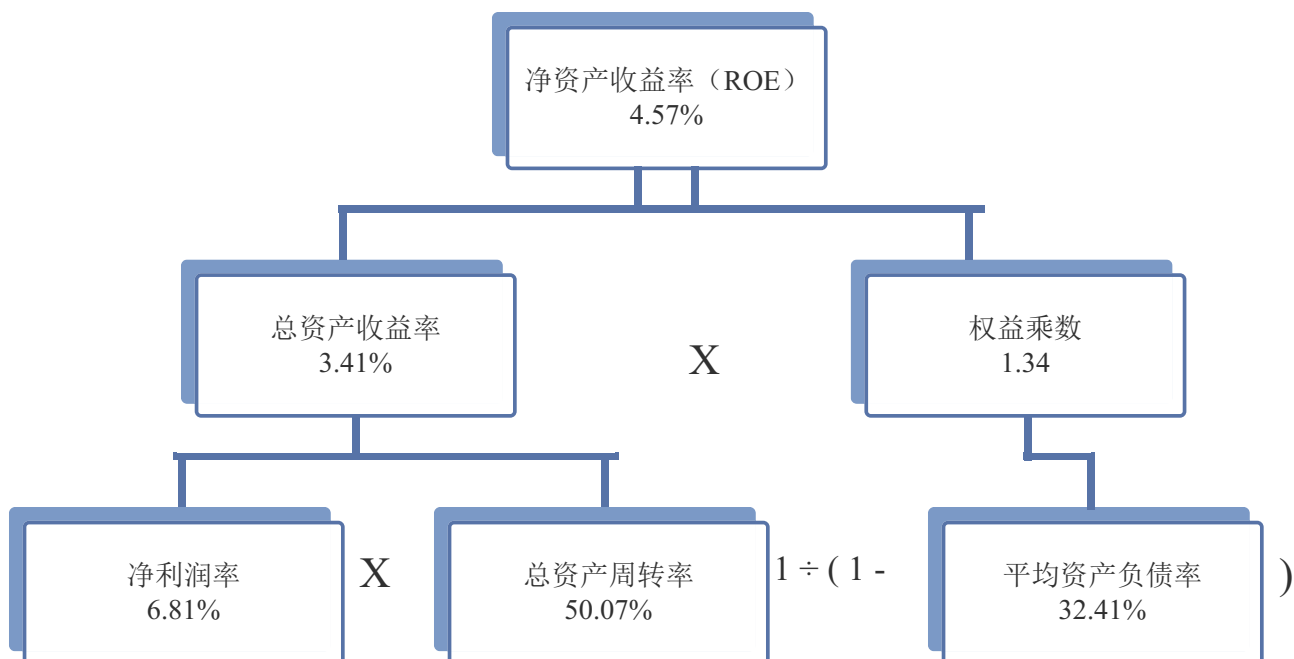 净资产收益率（ROE）
4.57%
总资产收益率
3.41%
X
权益乘数
1.34
净利润率
6.81%
X
总资产周转率
50.07%
1 ÷ ( 1 -
平均资产负债率
32.41%
)